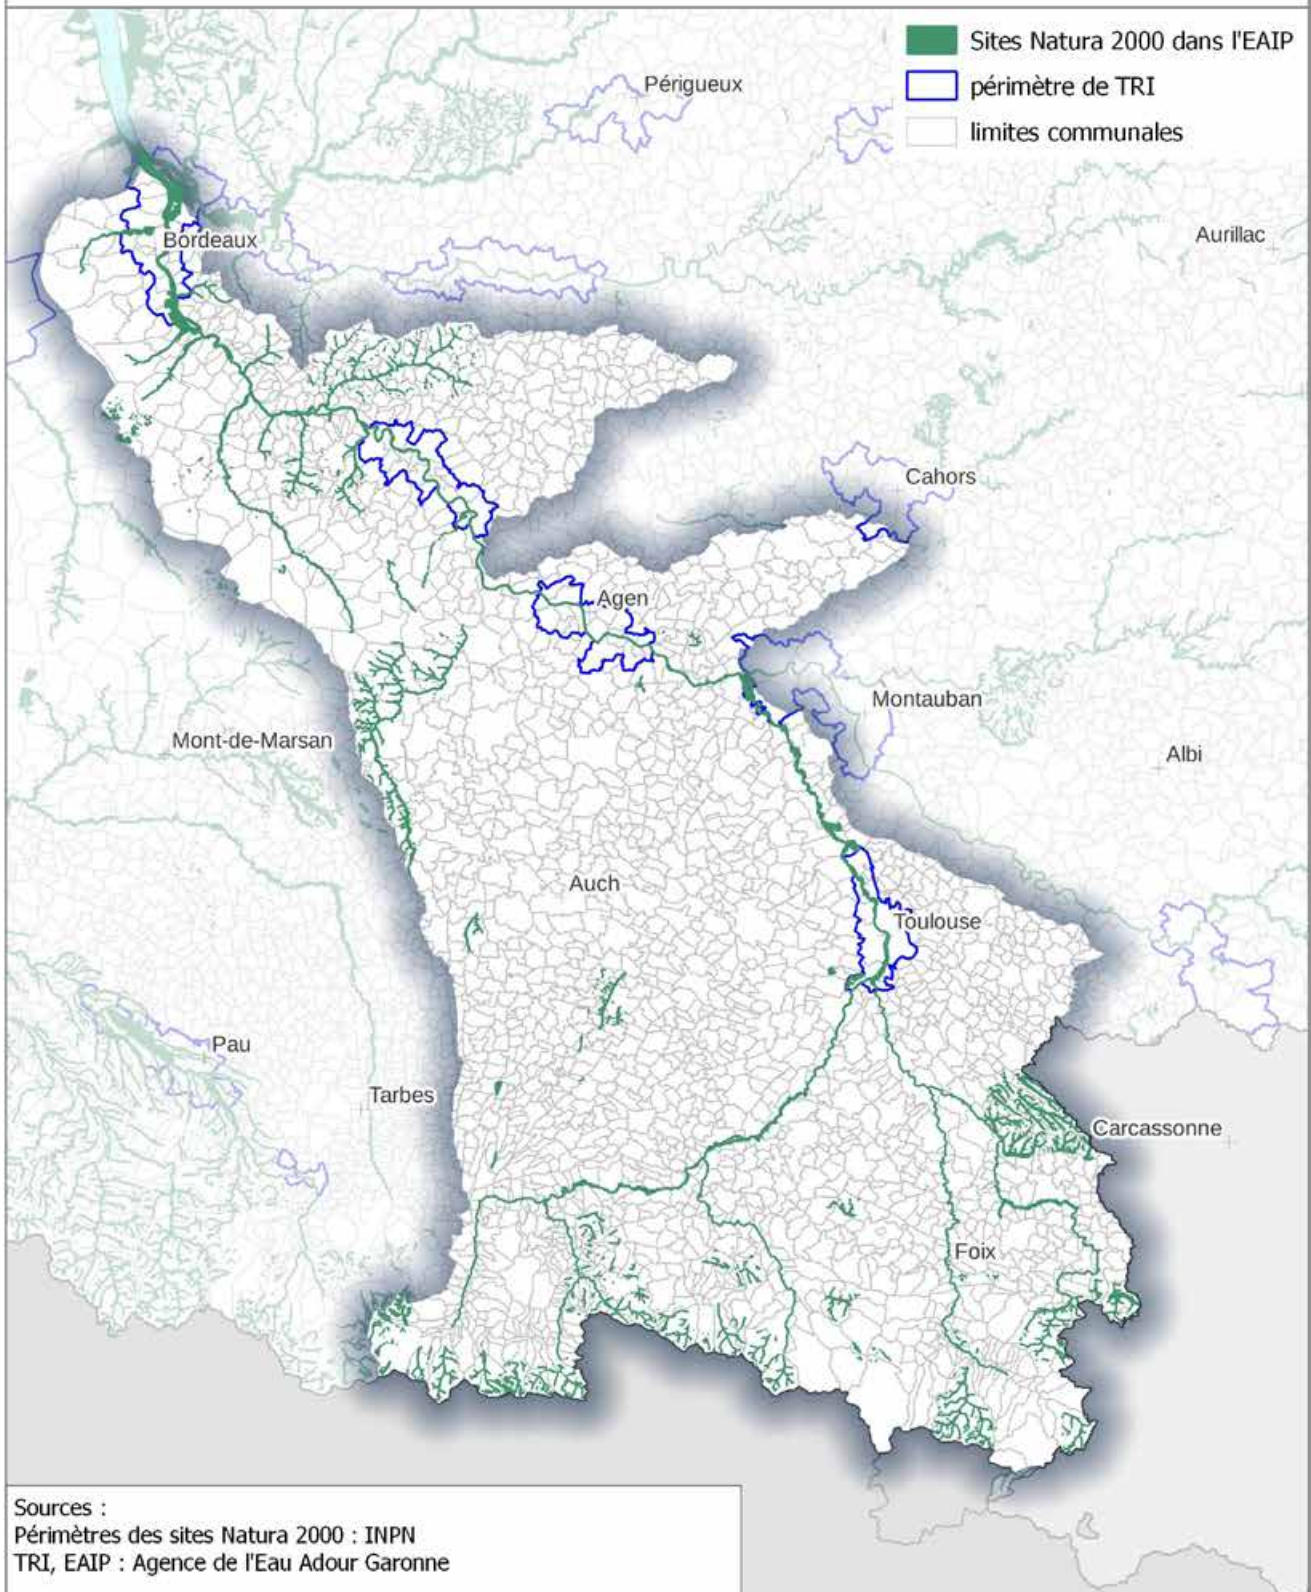 Sites Natura 2000 dans l'EAIP
périmètre de TRI
limites communales
Périgueux
Aurillac
Bordeaux
Cahors
Agen
Montauban
Mont-de-Marsan
Albi
Auch
Toulouse
Pau
Tarbes
Carcassonne
Foix
Sources :
Périmètres des sites Natura 2000 : INPN
TRI, EAIP : Agence de l'Eau Adour Garonne